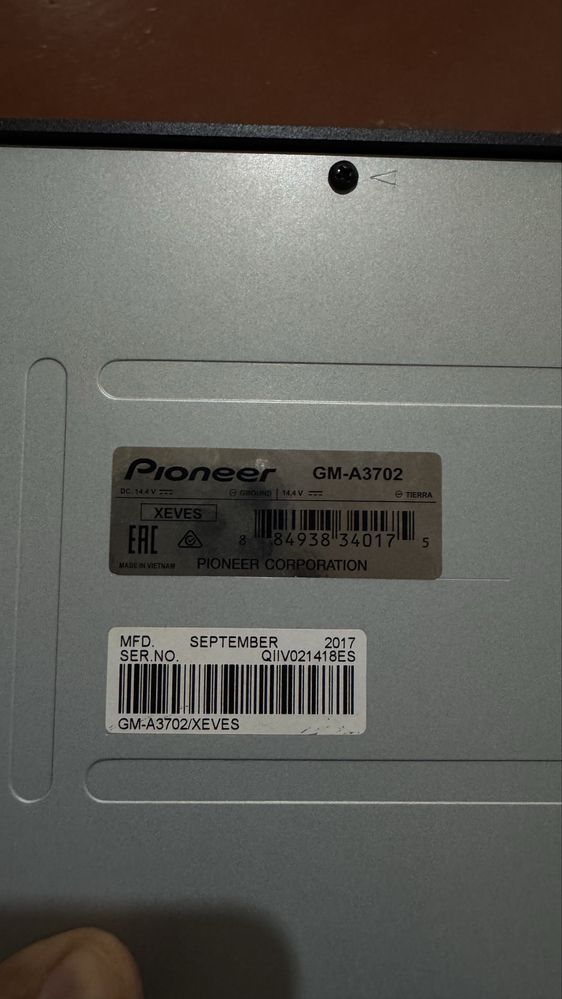 Pioneer GM-A3702
DC. 14.4 V GROUND 14.4 V TIERRA
XEVES
EAC
8 84938 34017 5
MADE IN VIETNAM PIONEER CORPORATION
MFD. SEPTEMBER 2017
SER.NO. QIIV021418ES
GM-A3702/XEVES